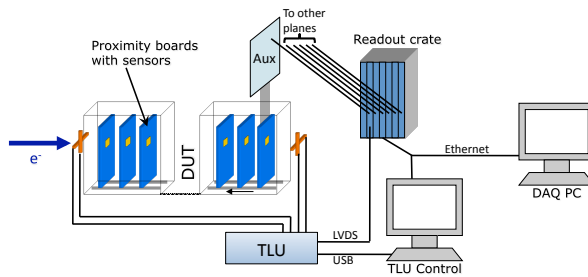 To other
planes
Readout crate
Proximity boards
with sensors
Aux
Ethernet
e-
DUT
DAQ PC
LVDS
TLU
USB
TLU Control